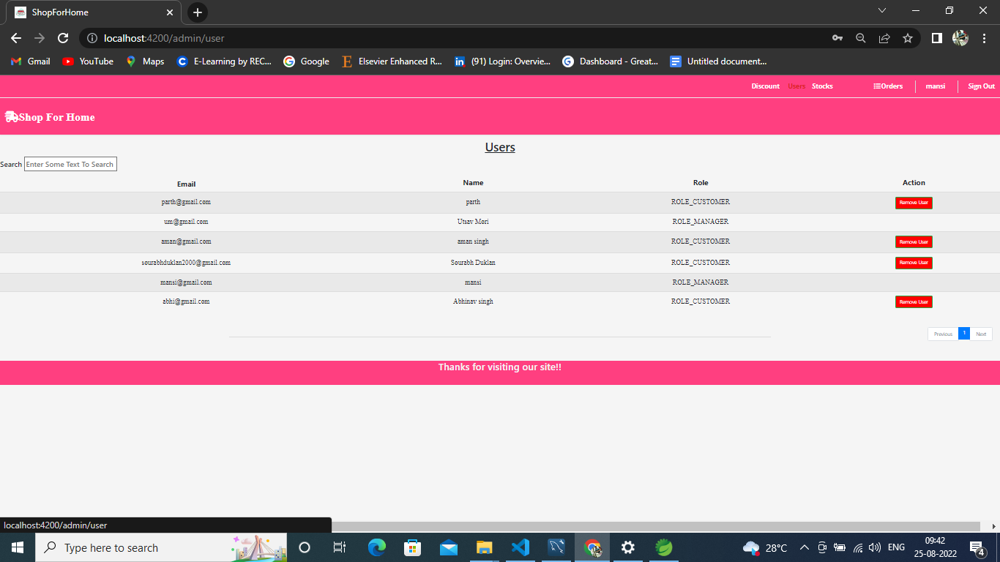 ShopForHome
localhost:4200/admin/user
Gmail YouTube Maps E-Learning by REC... Google Elsevier Enhanced R... (91) Login: Overvie... Dashboard - Great... Untitled document...
Discount Users Stocks Orders mansi Sign Out
Shop For Home
Users
Search Enter Some Text To Search
Email Name Role Action
parth@gmail.com parth ROLE_CUSTOMER Remove User
um@gmail.com Utsav Mori ROLE_MANAGER
aman@gmail.com aman singh ROLE_CUSTOMER Remove User
sourabhduklan2000@gmail.com Sourabh Duklan ROLE_CUSTOMER Remove User
mansi@gmail.com mansi ROLE_MANAGER
abhi@gmail.com Abhinav singh ROLE_CUSTOMER Remove User
Previous 1 Next
Thanks for visiting our site!!
localhost:4200/admin/user
Type here to search 28°C ENG 09:42
25-08-2022 4